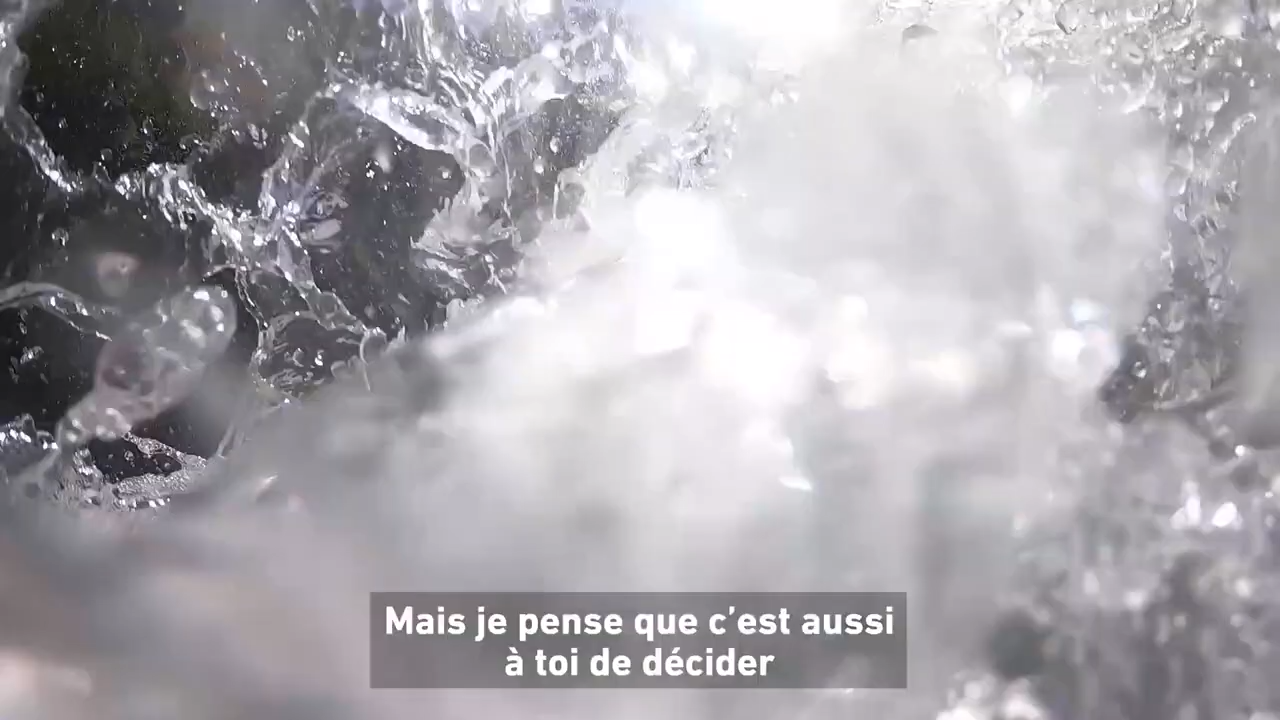 Mais je pense que c’est aussi
à toi de décider